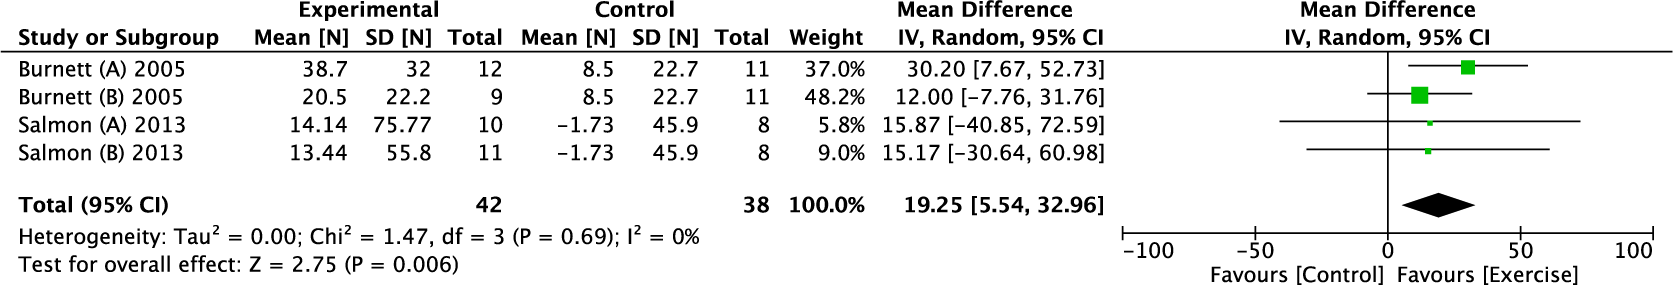 Experimental Control Mean Difference Mean Difference
Study or Subgroup Mean [N] SD [N] Total Mean [N] SD [N] Total Weight IV, Random, 95% CI IV, Random, 95% CI
Burnett (A) 2005 38.7 32 12 8.5 22.7 11 37.0% 30.20 [7.67, 52.73]
Burnett (B) 2005 20.5 22.2 9 8.5 22.7 11 48.2% 12.00 [-7.76, 31.76]
Salmon (A) 2013 14.14 75.77 10 -1.73 45.9 8 5.8% 15.87 [-40.85, 72.59]
Salmon (B) 2013 13.44 55.8 11 -1.73 45.9 8 9.0% 15.17 [-30.64, 60.98]
Total (95% CI) 42 38 100.0% 19.25 [5.54, 32.96]
Heterogeneity: Tau² = 0.00; Chi² = 1.47, df = 3 (P = 0.69); I² = 0%
Test for overall effect: Z = 2.75 (P = 0.006)
-100 -50 0 50 100
Favours [Control] Favours [Exercise]